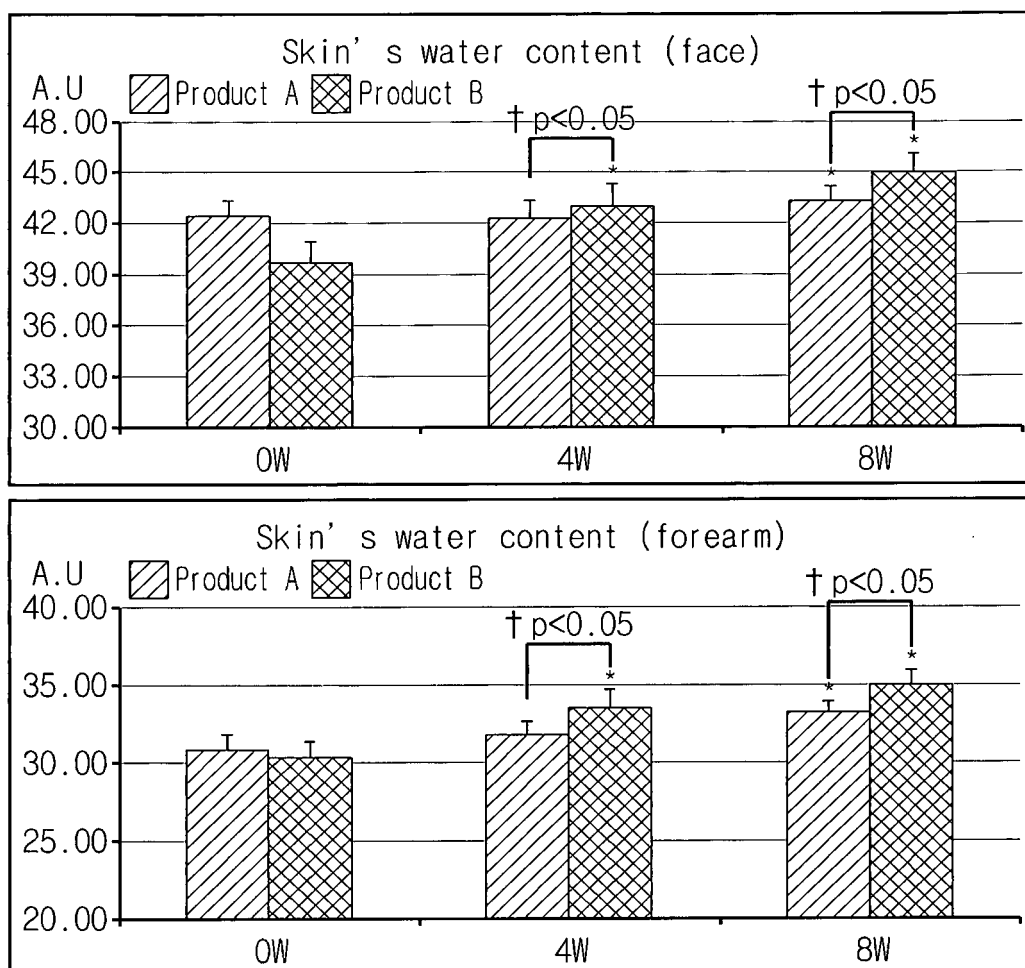 Skin's water content (face)
A.U
Product A Product B
† p<0.05
† p<0.05
48.00
45.00
42.00
39.00
36.00
33.00
30.00
* * *
0W 4W 8W
Skin's water content (forearm)
A.U
Product A Product B
† p<0.05
† p<0.05
40.00
35.00
30.00
25.00
20.00
* * *
0W 4W 8W